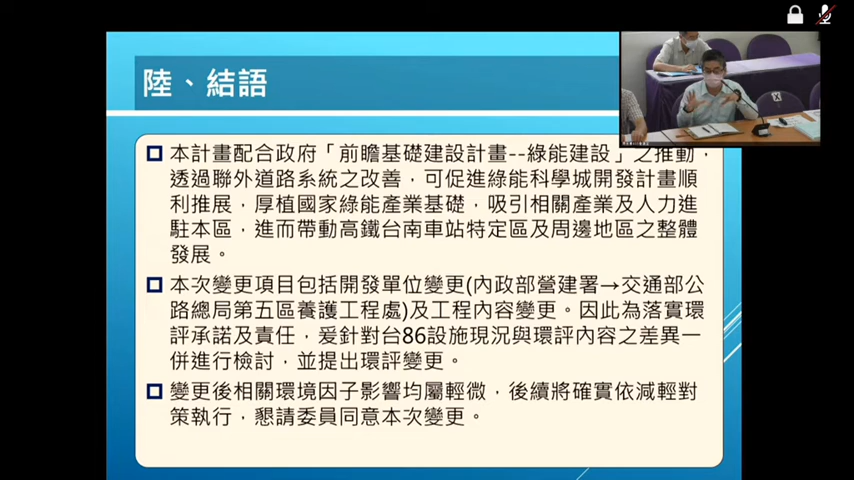 陸、結語
本計畫配合政府「前瞻基礎建設計畫--綠能建設」之推動，
透過聯外道路系統之改善，可促進綠能科學城開發計畫順
利推展，厚植國家綠能產業基礎，吸引相關產業及人力進
駐本區，進而帶動高鐵台南車站特定區及周邊地區之整體
發展。
本次變更項目包括開發單位變更(內政部營建署→交通部公
路總局第五區養護工程處)及工程內容變更。因此為落實環
評承諾及責任，爰針對台86設施現況與環評內容之差異一
併進行檢討，並提出環評變更。
變更後相關環境因子影響均屬輕微，後續將確實依減輕對
策執行，懇請委員同意本次變更。